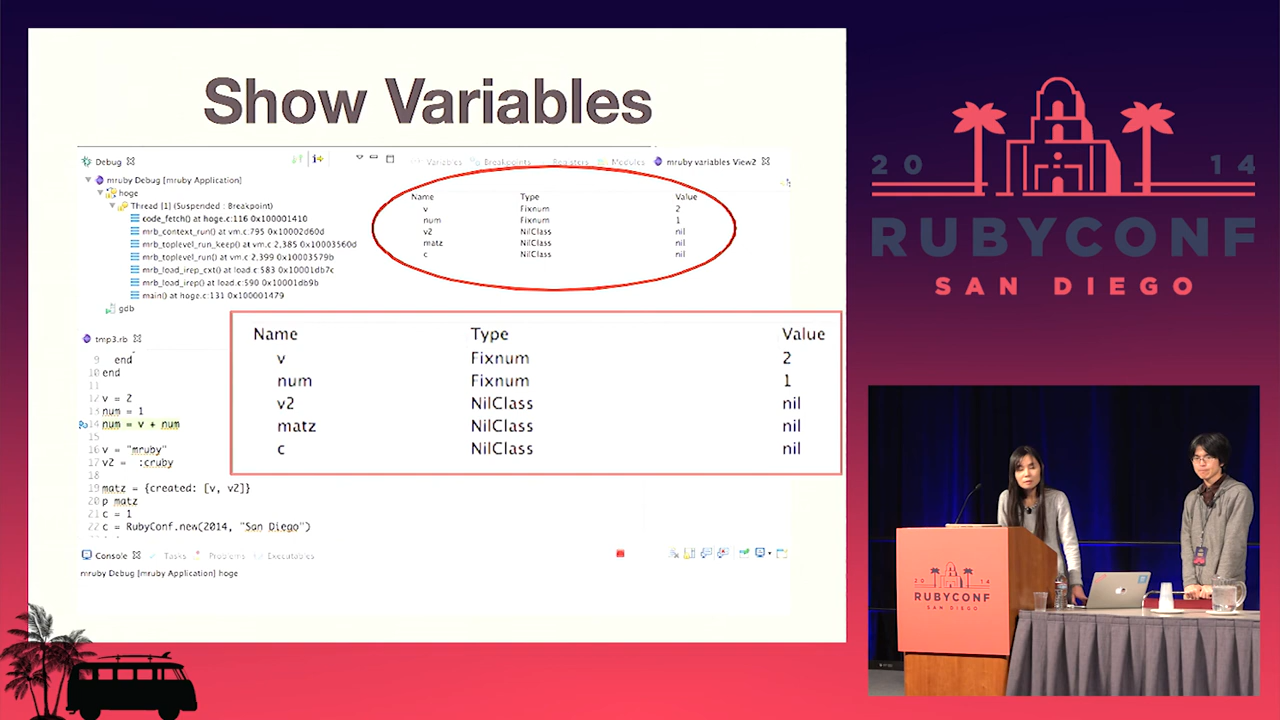 Show Variables
Debug
Variables Breakpoints Registers Modules mruby variables View2
mruby Debug [mruby Application]
hoge
Thread [1] (Suspended : Breakpoint)
code_fetch() at hoge.c:116 0x100001410
mrb_context_run() at vm.c:795 0x10002d60d
mrb_toplevel_run_keep() at vm.c 2,385 0x10003560d
mrb_toplevel_run() at vm.c 2,399 0x10003579b
mrb_load_irep_cxt() at load.c 583 0x10001db7c
mrb_load_irep() at load.c:590 0x10001db9b
main() at hoge.c:131 0x100001479
gdb
Name Type Value
v Fixnum 2
num Fixnum 1
v2 NilClass nil
matz NilClass nil
c NilClass nil
Name Type Value
v Fixnum 2
num Fixnum 1
v2 NilClass nil
matz NilClass nil
c NilClass nil
tmp3.rb
9 end
10 end
11
12 v = 2
13 num = 1
14 num = v + num
15
16 v = "mruby"
17 v2 = :cruby
18
19 matz = {created: [v, v2]}
20 p matz
21 c = 1
22 c = RubyConf.new(2014, "San Diego")
Console Tasks Problems Executables
mruby Debug [mruby Application] hoge
20 14
RUBYCONF
SAN DIEGO
20 14
RUBYCONF
SAN DIEGO